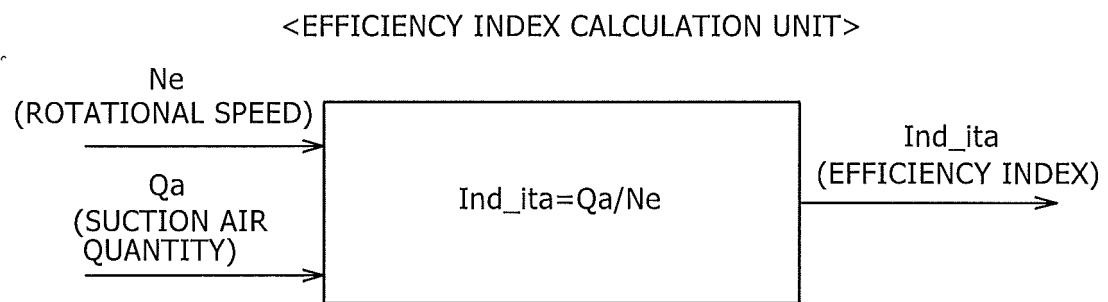 <EFFICIENCY INDEX CALCULATION UNIT>
Ne
(ROTATIONAL SPEED)
Qa
(SUCTION AIR
QUANTITY)
Ind_ita=Qa/Ne
Ind_ita
(EFFICIENCY INDEX)